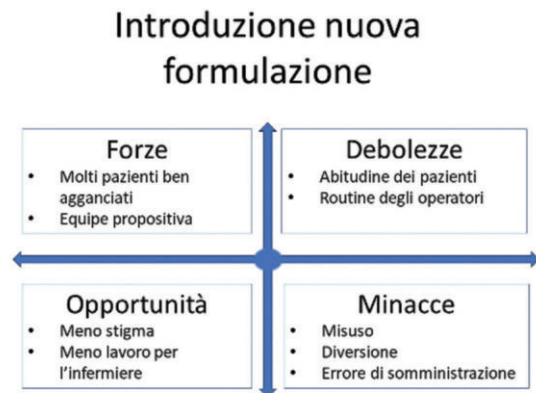 Introduzione nuova
formulazione
Forze
• Molti pazienti ben
agganciati
• Equipe propositiva
Debolezze
• Abitudine dei pazienti
• Routine degli operatori
Opportunità
• Meno stigma
• Meno lavoro per
l'infermiere
Minacce
• Misuso
• Diversione
• Errore di somministrazione